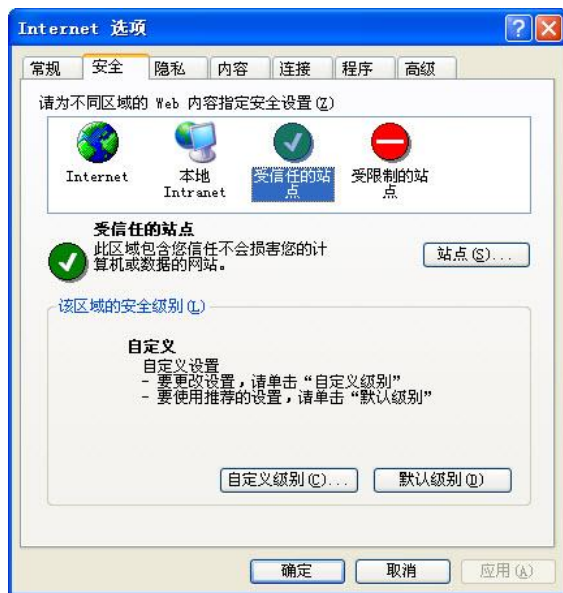 Internet 选项
常规 安全 隐私 内容 连接 程序 高级
请为不同区域的 Web 内容指定安全设置(Z)
Internet
本地
Intranet
受信任的站
点
受限制的站
点
受信任的站点
此区域包含您信任不会损害您的计
算机或数据的网站。
站点(S)...
该区域的安全级别(L)
自定义
自定义设置
- 要更改设置,请单击“自定义级别”
- 要使用推荐的设置,请单击“默认级别”
自定义级别(C)... 默认级别(D)
确定 取消 应用(A)